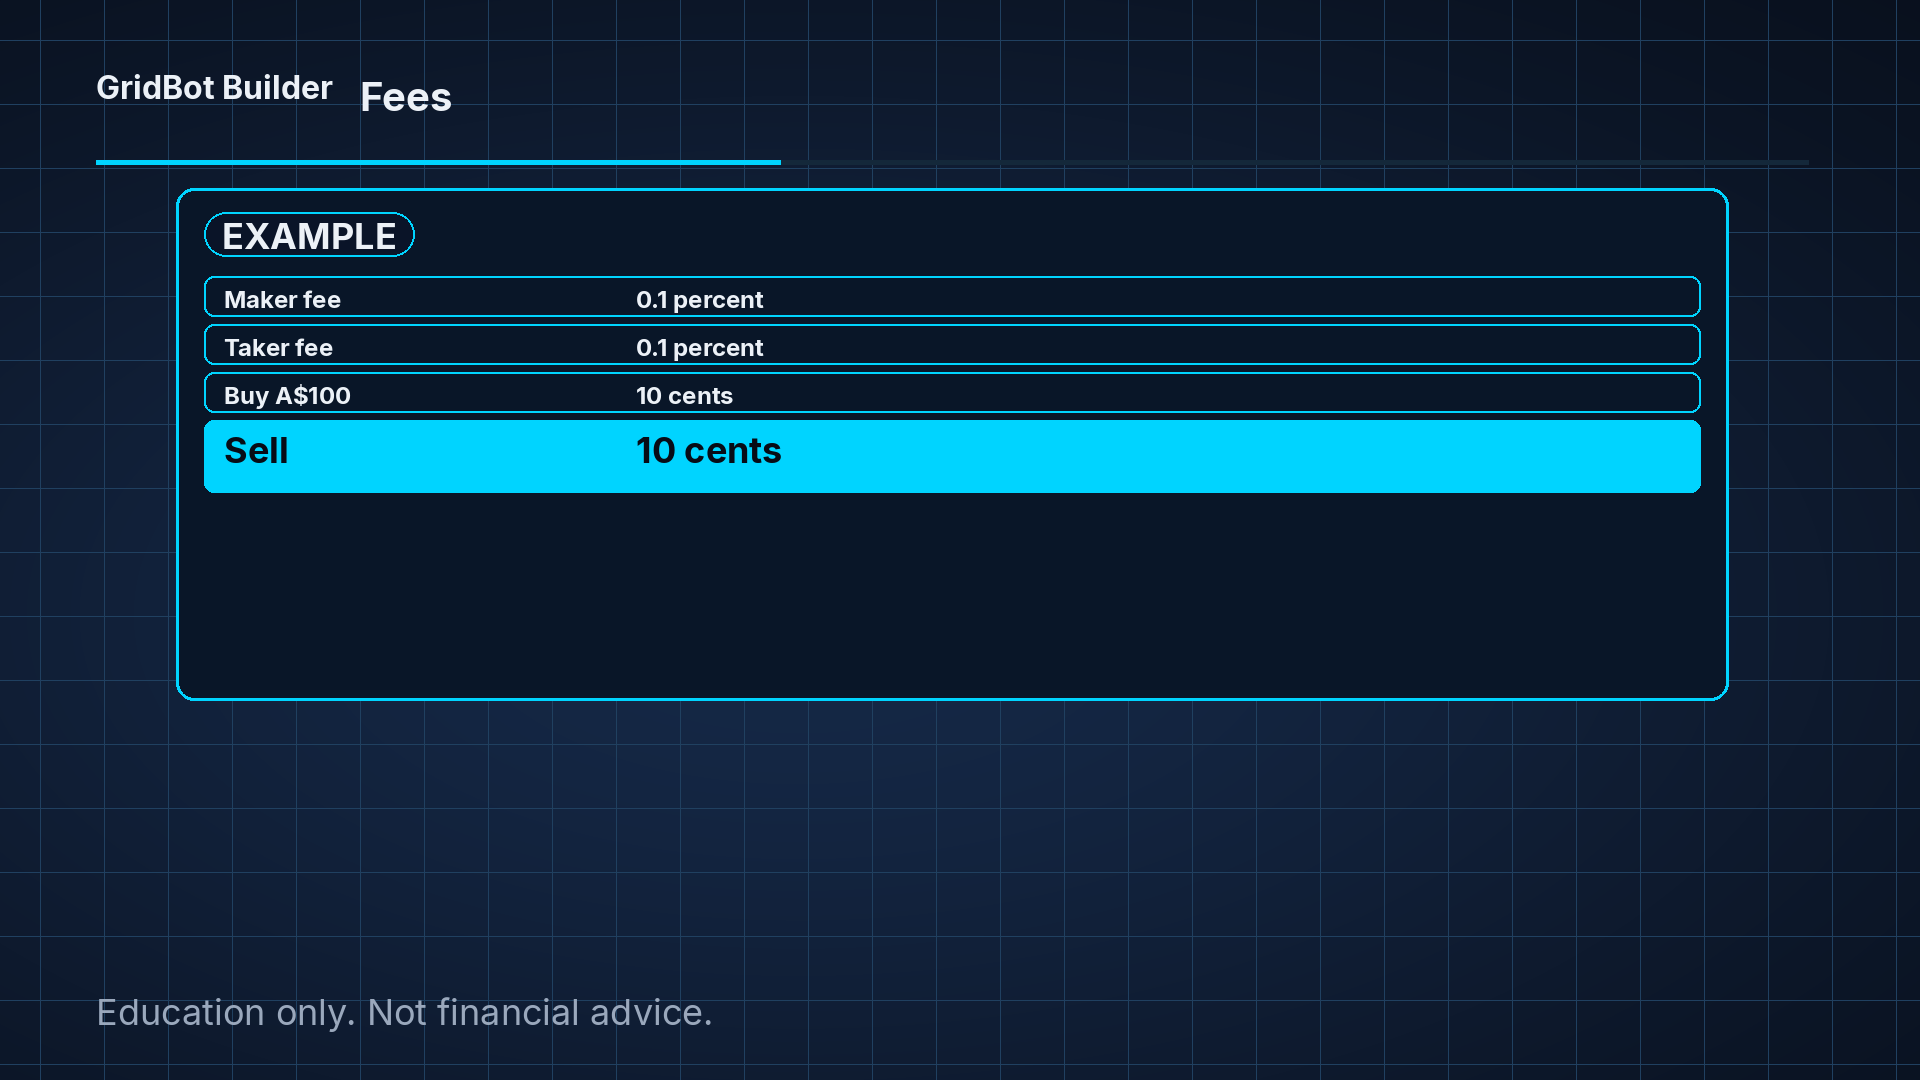 GridBot Builder Fees
EXAMPLE
Maker fee 0.1 percent
Taker fee 0.1 percent
Buy A$100 10 cents
Sell 10 cents
Education only. Not financial advice.